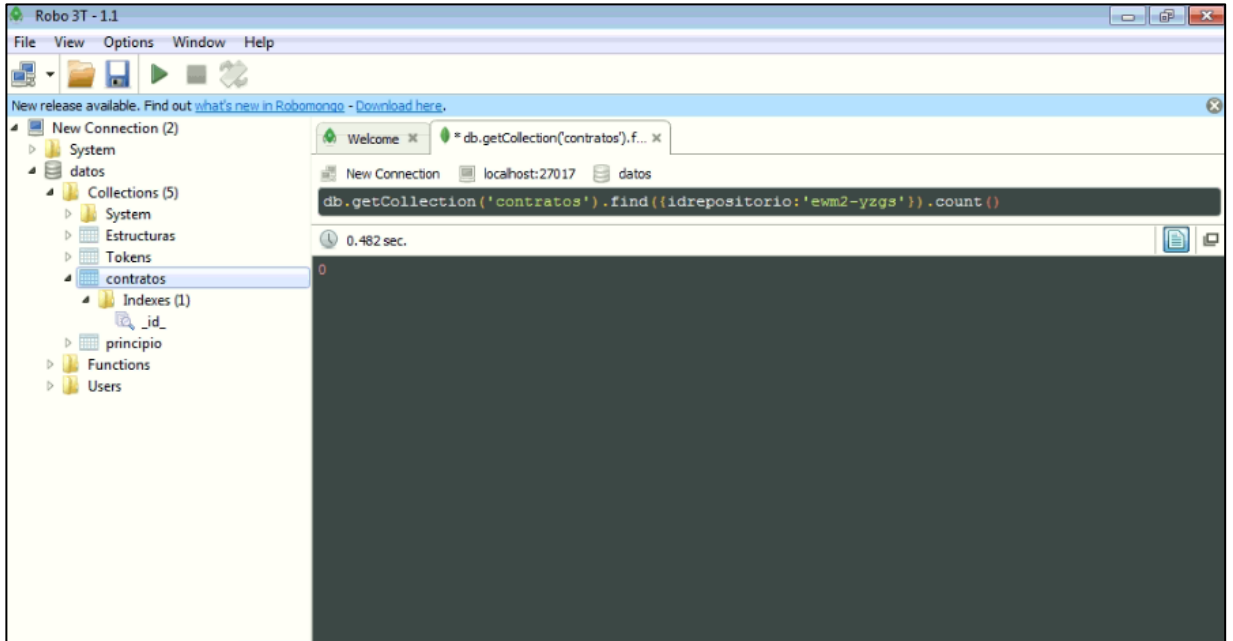 Robo 3T - 1.1
File View Options Window Help
New release available. Find out what's new in Robomongo - Download here.
New Connection (2)
System
datos
Collections (5)
System
Estructuras
Tokens
contratos
Indexes (1)
_id_
principio
Functions
Users
Welcome * db.getCollection('contratos').f...
New Connection localhost:27017 datos
db.getCollection('contratos').find({idrepositorio:'ewm2-yzgs'}).count()
0.482 sec.
0